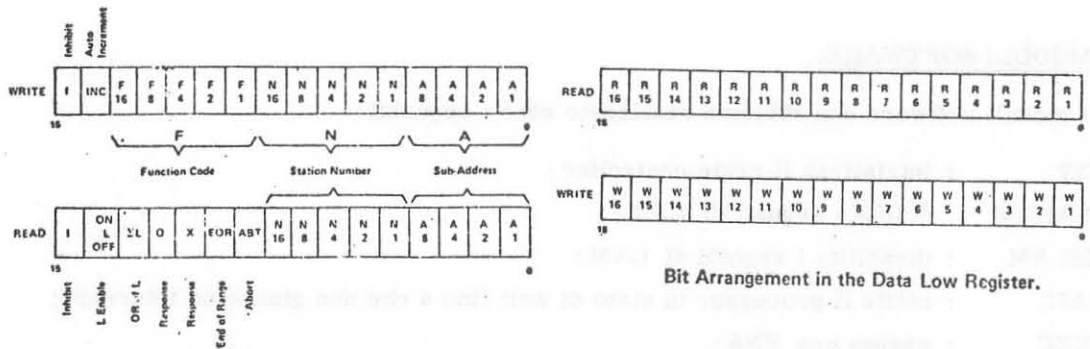 Inhibit
Auto Increment
WRITE I INC F 16 F 8 F 4 F 2 F 1 N 16 N 8 N 4 N 2 N 1 A 8 A 4 A 2 A 1
15 0
F N A
Function Code Station Number Sub-Address
READ I ON L OFF ΣL Q X EOR ABT N 16 N 8 N 4 N 2 N 1 A 8 A 4 A 2 A 1
15 0
Inhibit
L Enable
OR of L
Response
Response
End of Range
Abort
READ R 16 R 15 R 14 R 13 R 12 R 11 R 10 R 9 R 8 R 7 R 6 R 5 R 4 R 3 R 2 R 1
15 0
WRITE W 16 W 15 W 14 W 13 W 12 W 11 W 10 W 9 W 8 W 7 W 6 W 5 W 4 W 3 W 2 W 1
0
Bit Arrangement in the Data Low Register.